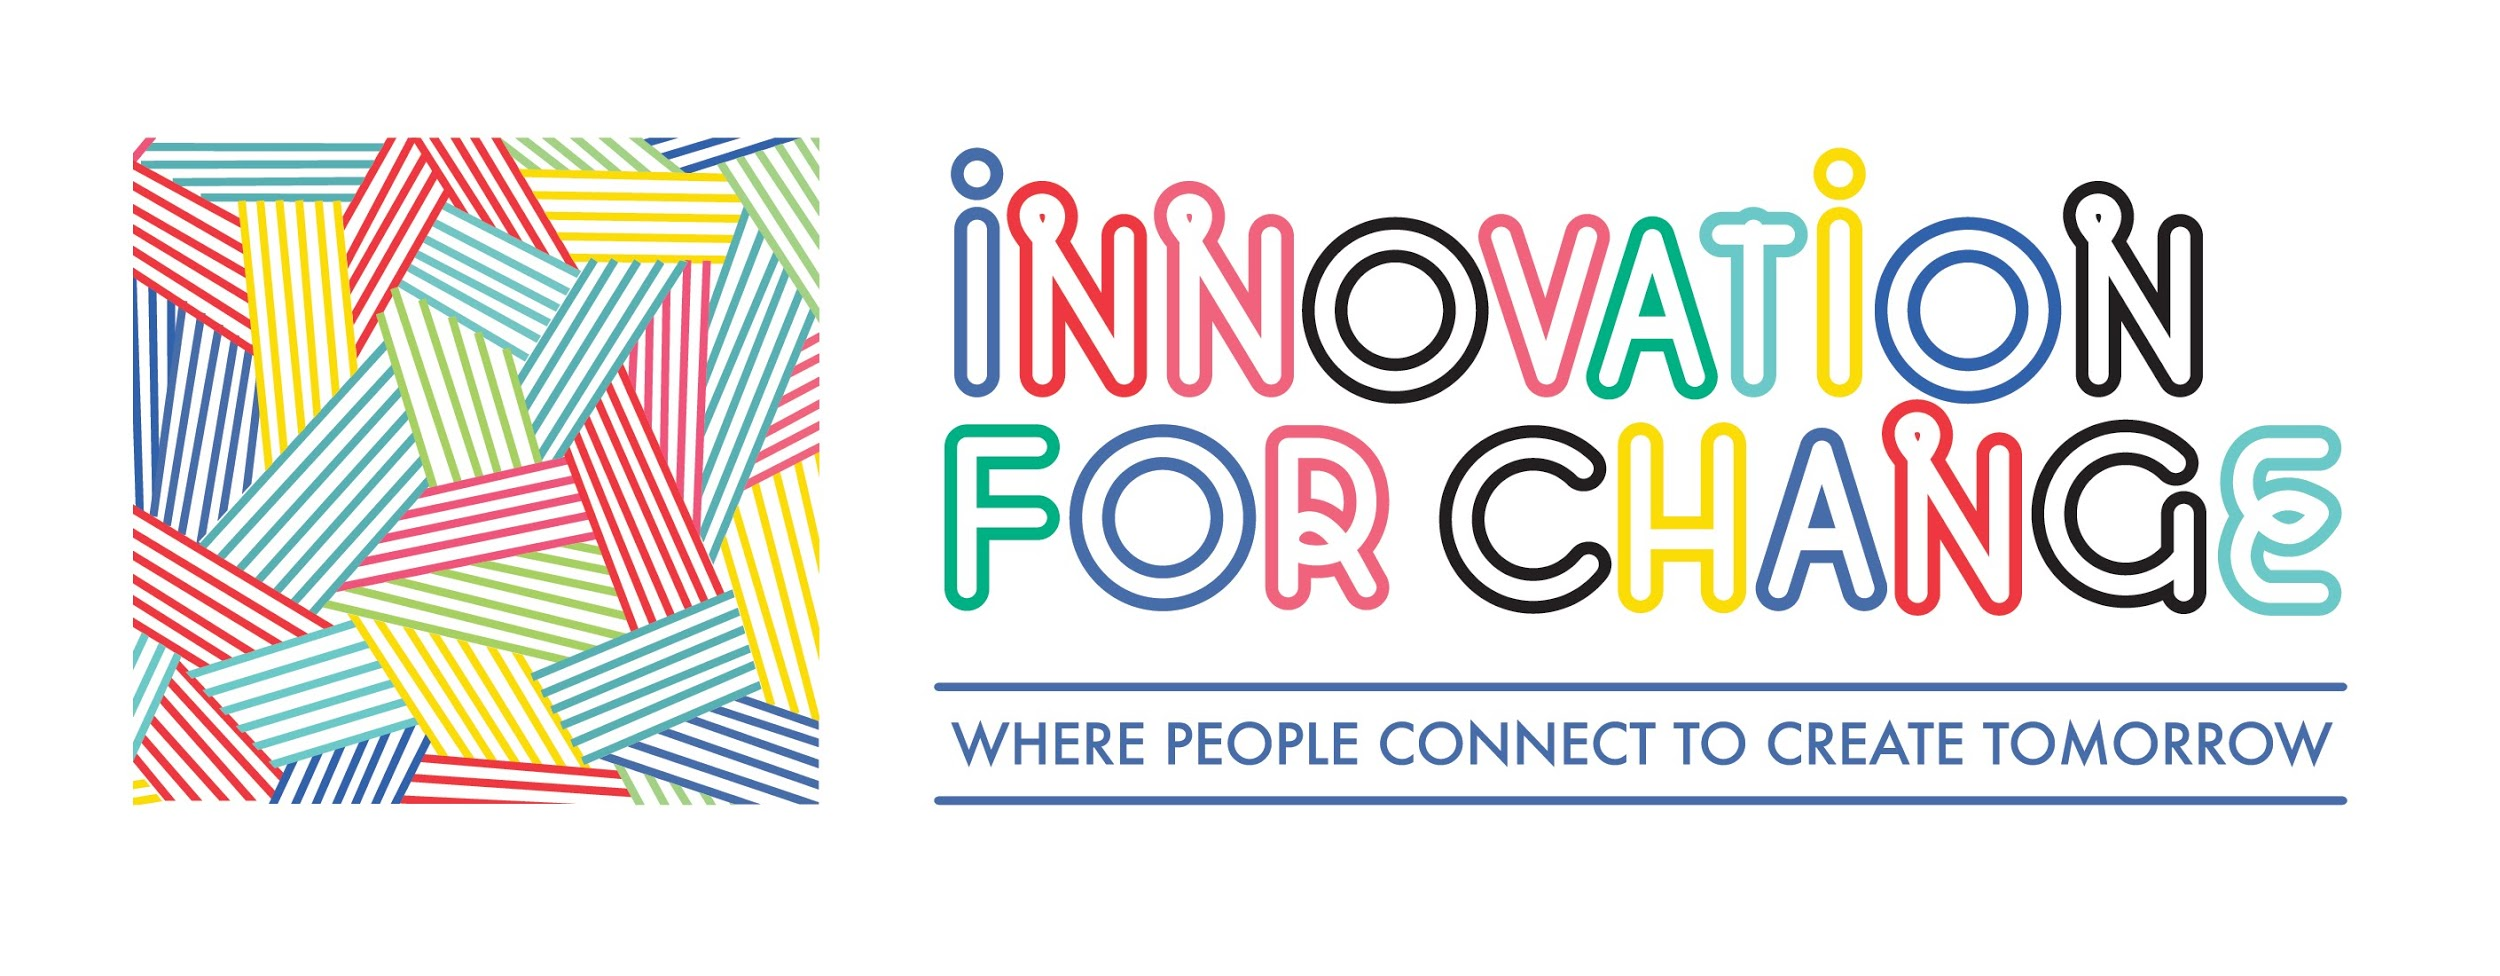 iNNOVATiON
FOR CHANGE
WHERE PEOPLE CONNECT TO CREATE TOMORROW